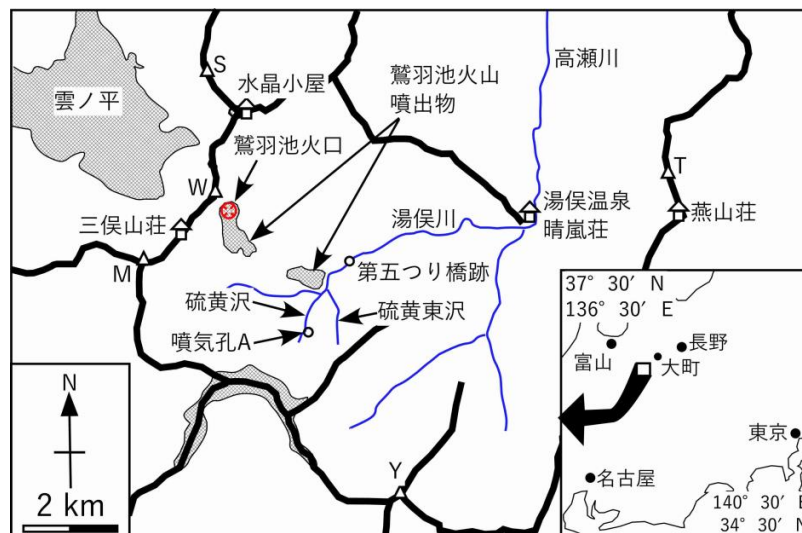 高瀬川
S
水晶小屋
鷲羽池火山
噴出物
雲ノ平
鷲羽池火口
T
W
湯俣温泉
晴嵐荘
燕山荘
三俣山荘
湯俣川
M
第五つり橋跡
硫黄沢
硫黄東沢
噴気孔A
37° 30′ N
136° 30′ E
富山
長野
大町
N
東京
2 km
Y
名古屋
140° 30′ E
34° 30′ N